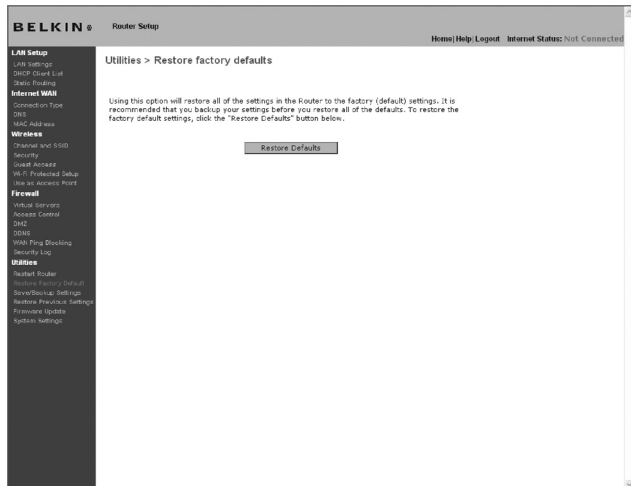 BELKIN
Router Setup
Home|Help|Logout Internet Status: Not Connected
LAN Setup
LAN Settings
DHCP Client List
Static Routing
Internet WAN
Connection Type
DNS
MAC Address
Wireless
Channel and SSID
Security
Guest Access
Wi-Fi Protected Setup
Use as Access Point
Firewall
Virtual Servers
Access Control
DMZ
DDNS
WAN Ping Blocking
Security Log
Utilities
Restart Router
Restore Factory Default
Save/Backup Settings
Restore Previous Settings
Firmware Update
System Settings
Utilities > Restore factory defaults
Using this option will restore all of the settings in the Router to the factory (default) settings. It is
recommended that you backup your settings before you restore all of the defaults. To restore the
factory default settings, click the "Restore Defaults" button below.
Restore Defaults